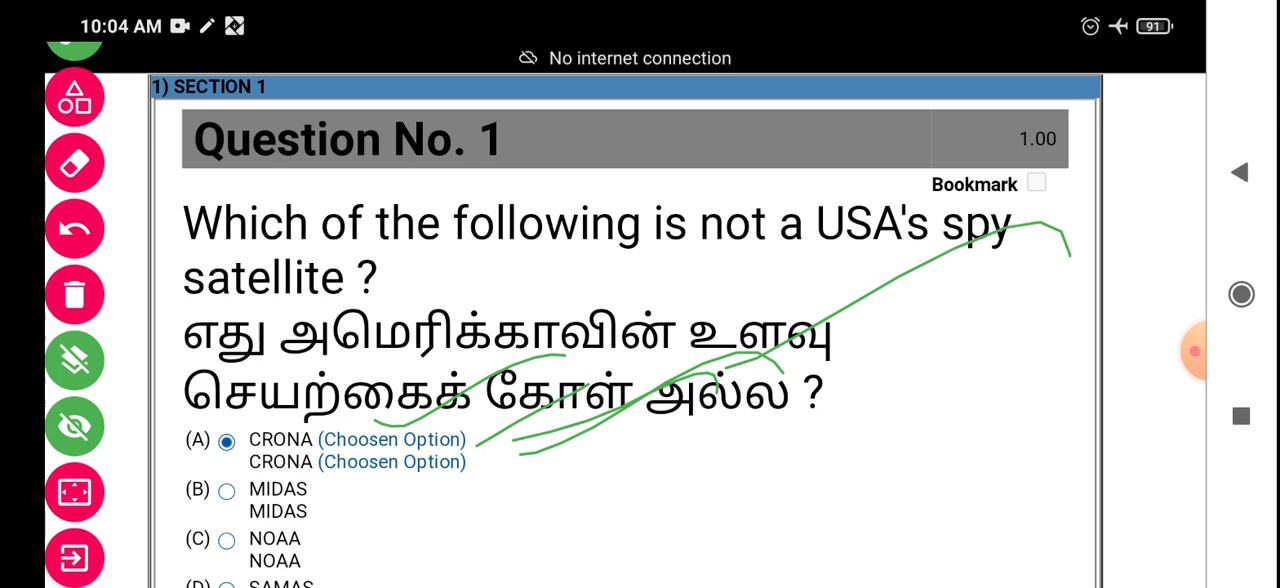 10:04 AM
91
No internet connection
1) SECTION 1
Question No. 1
1.00
Bookmark
Which of the following is not a USA's spy
satellite ?
எது அமெரிக்காவின் உளவு
செயற்கைக் கோள் அல்ல ?
(A) CRONA (Choosen Option)
CRONA (Choosen Option)
(B) MIDAS
MIDAS
(C) NOAA
NOAA
(D) SAMAS